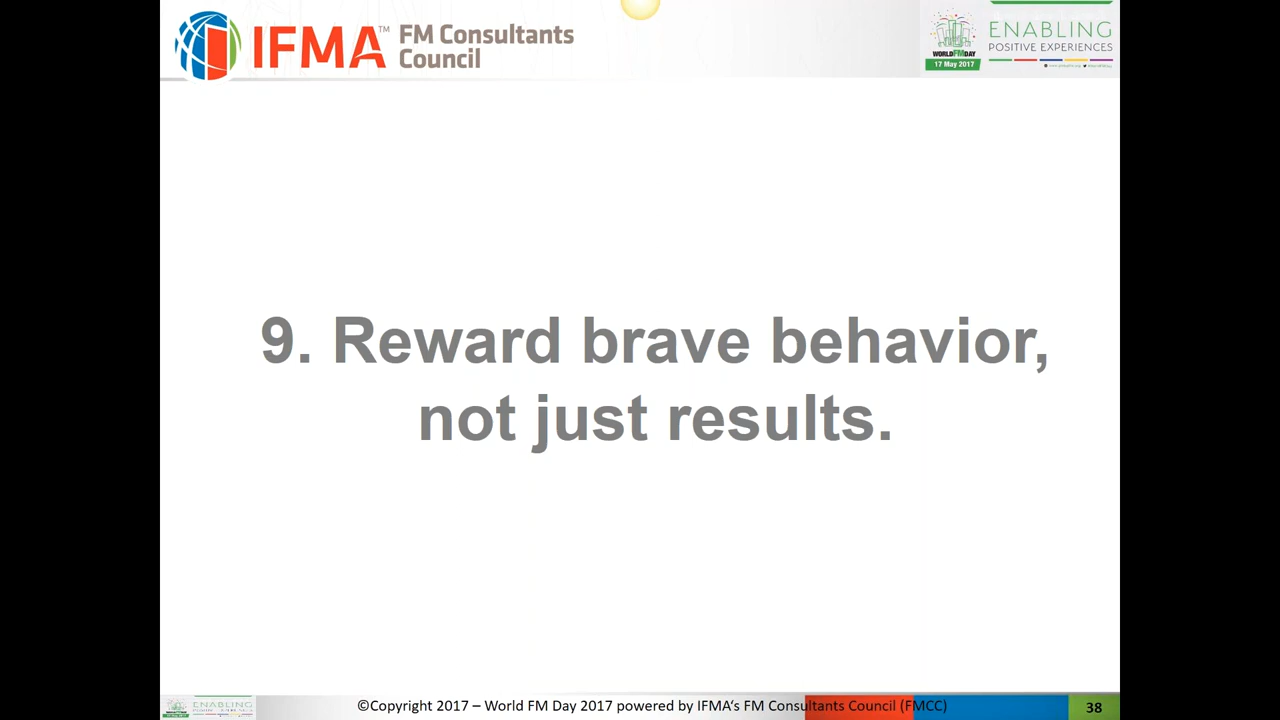 IFMA™ FM Consultants
Council
WORLD FM DAY
17 May 2017
ENABLING
POSITIVE EXPERIENCES
9. Reward brave behavior,
not just results.
ENABLING
©Copyright 2017 – World FM Day 2017 powered by IFMA‘s FM Consultants Council (FMCC)
38